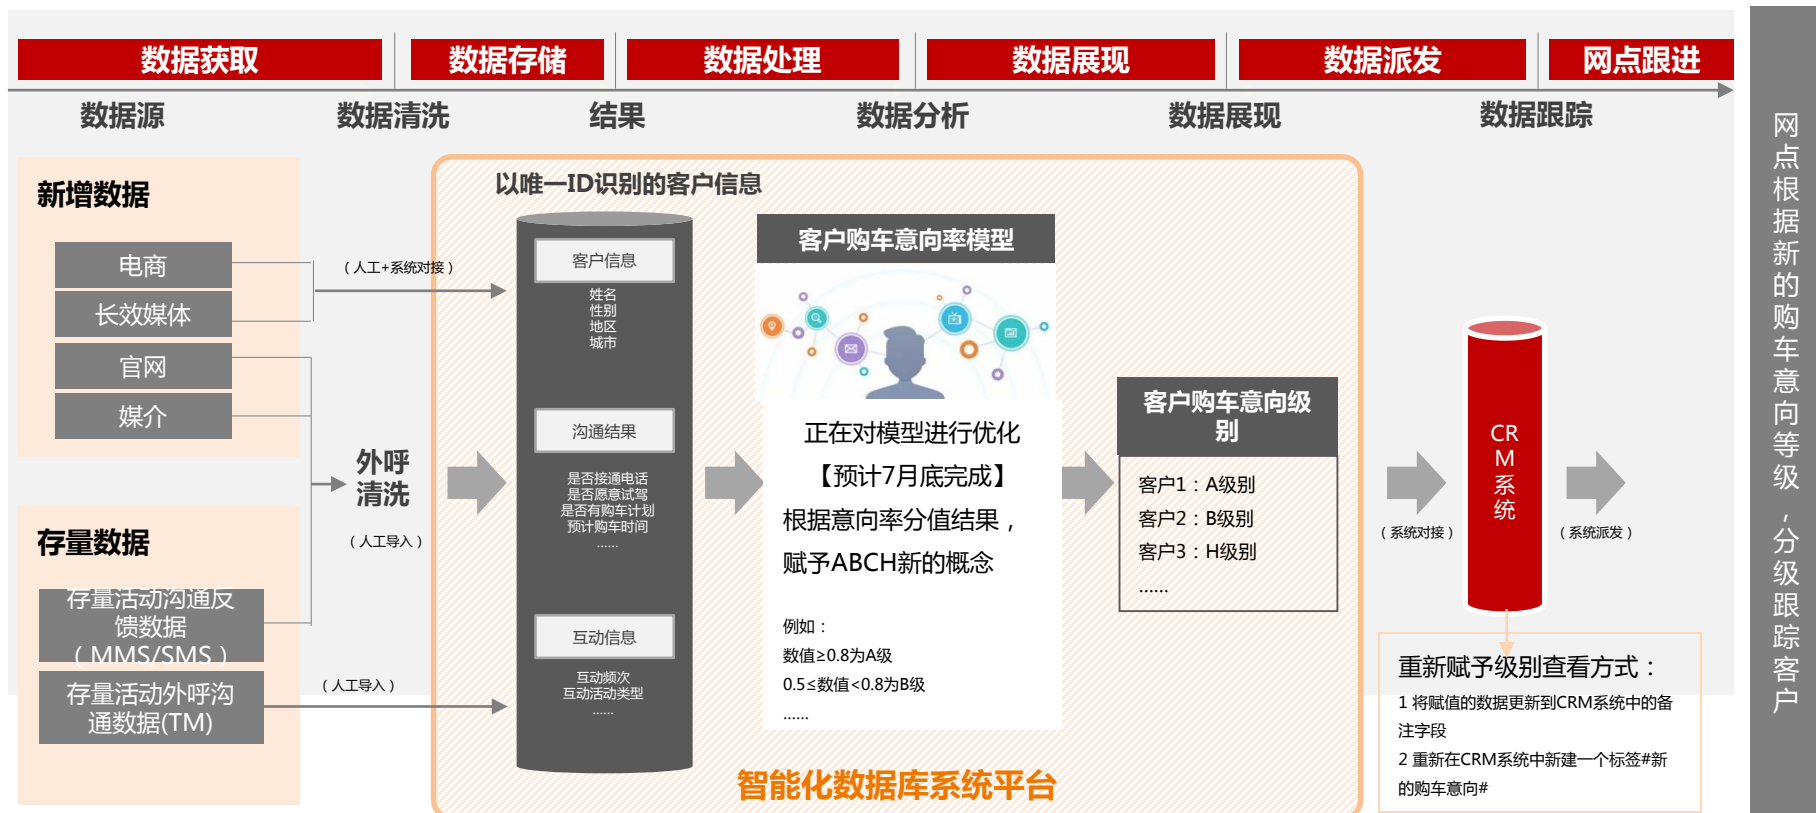 数据获取
数据存储
数据处理
数据展现
数据派发
网点跟进
数据源
数据清洗
结果
数据分析
数据展现
数据跟踪
新增数据
电商
长效媒体
官网
媒介
（人工+系统对接）
存量数据
存量活动沟通反
馈数据
（MMS/SMS）
存量活动外呼沟
通数据(TM)
外呼
清洗
（人工导入）
（人工导入）
以唯一ID识别的客户信息
客户信息
姓名
性别
地区
城市
沟通结果
是否接通电话
是否愿意试驾
是否有购车计划
预计购车时间
......
互动信息
互动频次
互动活动类型
......
客户购车意向率模型
正在对模型进行优化
【预计7月底完成】
根据意向率分值结果，
赋予ABCH新的概念
例如：
数值≥0.8为A级
0.5≤数值<0.8为B级
......
客户购车意向级
别
客户1：A级别
客户2：B级别
客户3：H级别
......
智能化数据库系统平台
（系统对接）
CR
M
系
统
（系统派发）
重新赋予级别查看方式：
1 将赋值的数据更新到CRM系统中的备
注字段
2 重新在CRM系统中新建一个标签#新
的购车意向#
网点根据新的购车意向等级，分级跟踪客户